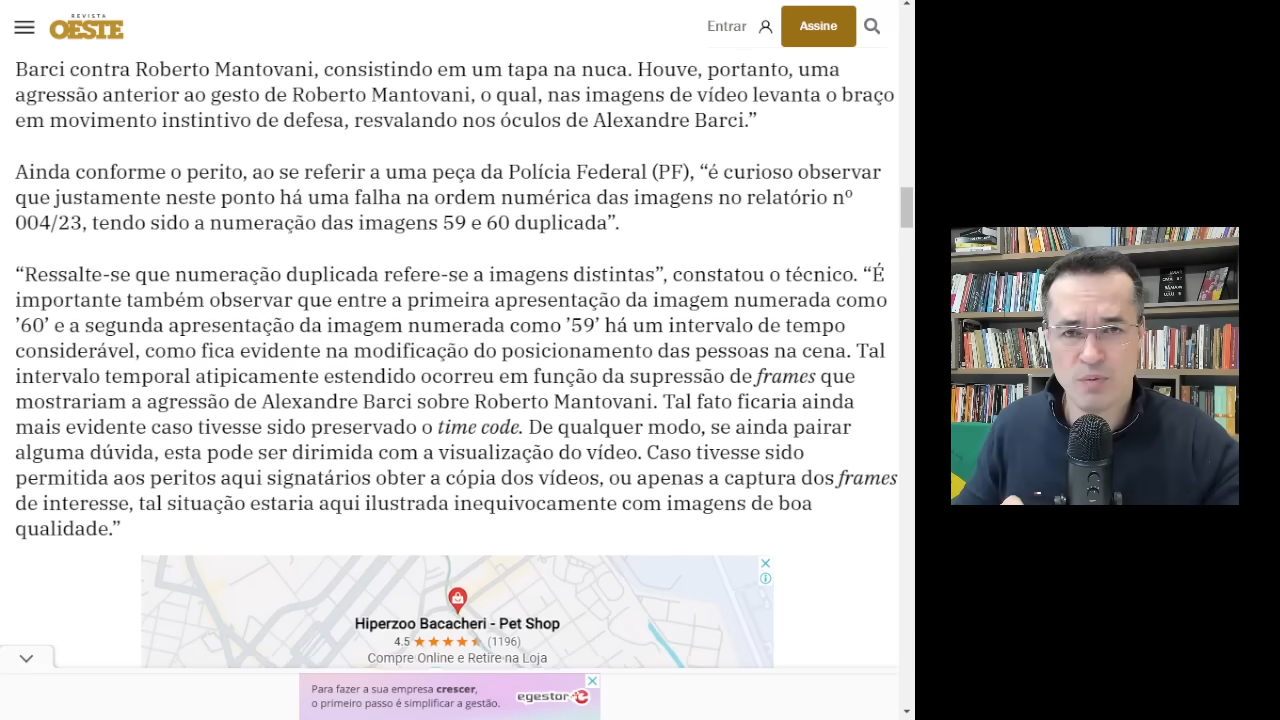 REVISTA
OESTE
Entrar
Assine
Barci contra Roberto Mantovani, consistindo em um tapa na nuca. Houve, portanto, uma
agressão anterior ao gesto de Roberto Mantovani, o qual, nas imagens de vídeo levanta o braço
em movimento instintivo de defesa, resvalando nos óculos de Alexandre Barci.”
Ainda conforme o perito, ao se referir a uma peça da Polícia Federal (PF), “é curioso observar
que justamente neste ponto há uma falha na ordem numérica das imagens no relatório nº
004/23, tendo sido a numeração das imagens 59 e 60 duplicada”.
“Ressalte-se que numeração duplicada refere-se a imagens distintas”, constatou o técnico. “É
importante também observar que entre a primeira apresentação da imagem numerada como
’60’ e a segunda apresentação da imagem numerada como ’59’ há um intervalo de tempo
considerável, como fica evidente na modificação do posicionamento das pessoas na cena. Tal
intervalo temporal atipicamente estendido ocorreu em função da supressão de frames que
mostrariam a agressão de Alexandre Barci sobre Roberto Mantovani. Tal fato ficaria ainda
mais evidente caso tivesse sido preservado o time code. De qualquer modo, se ainda pairar
alguma dúvida, esta pode ser dirimida com a visualização do vídeo. Caso tivesse sido
permitida aos peritos aqui signatários obter a cópia dos vídeos, ou apenas a captura dos frames
de interesse, tal situação estaria aqui ilustrada inequivocamente com imagens de boa
qualidade.”
Hiperzoo Bacacheri - Pet Shop
4.5 ★★★★★ (1196)
Compre Online e Retire na Loja
Para fazer a sua empresa crescer,
o primeiro passo é simplificar a gestão.
egestor